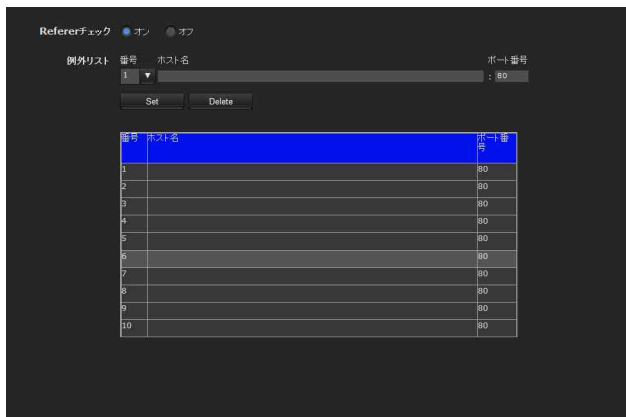 Refererチェック オン オフ
例外リスト 番号 ホスト名 ポート番号
1 : 80
Set Delete
番号 ホスト名 ポート番
号
1 80
2 80
3 80
4 80
5 80
6 80
7 80
8 80
9 80
10 80